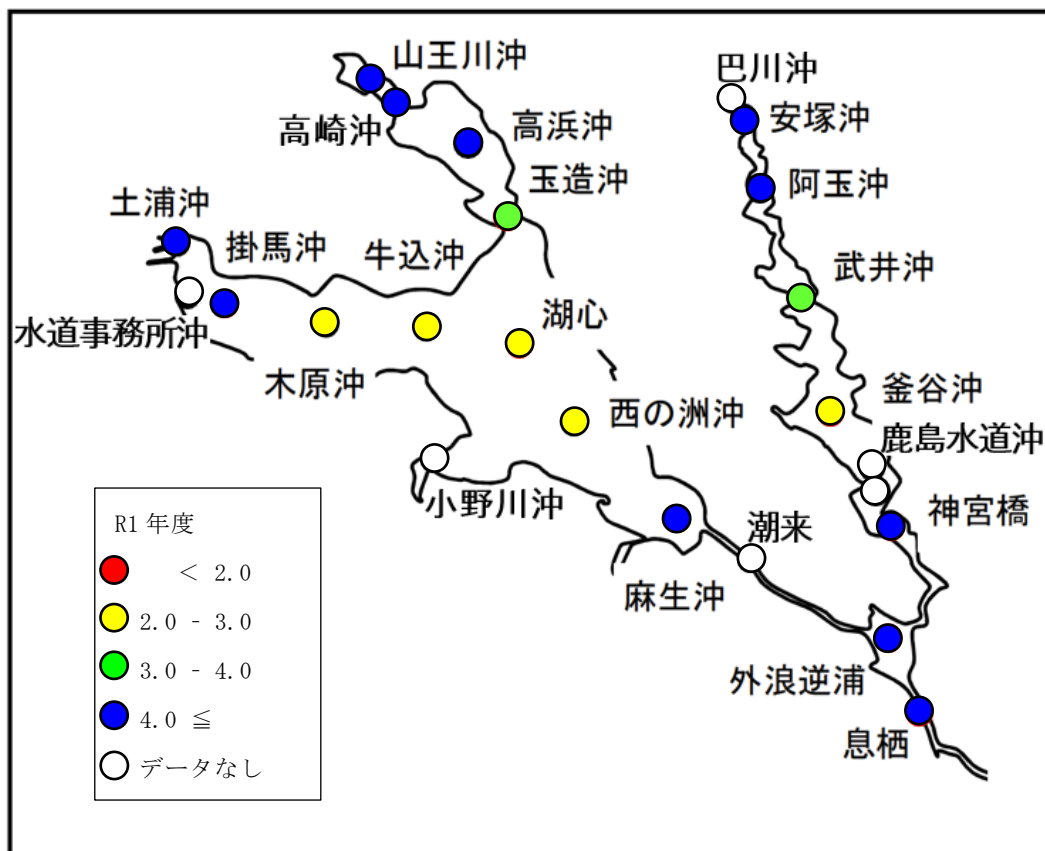 山王川沖
巴川沖
高崎沖
高浜沖
安塚沖
玉造沖
阿玉沖
土浦沖
掛馬沖
牛込沖
武井沖
湖心
水道事務所沖
木原沖
西の洲沖
釜谷沖
鹿島水道沖
小野川沖
神宮橋
潮来
麻生沖
外浪逆浦
息栖
R1 年度
< 2.0
2.0 - 3.0
3.0 - 4.0
4.0 ≦
データなし